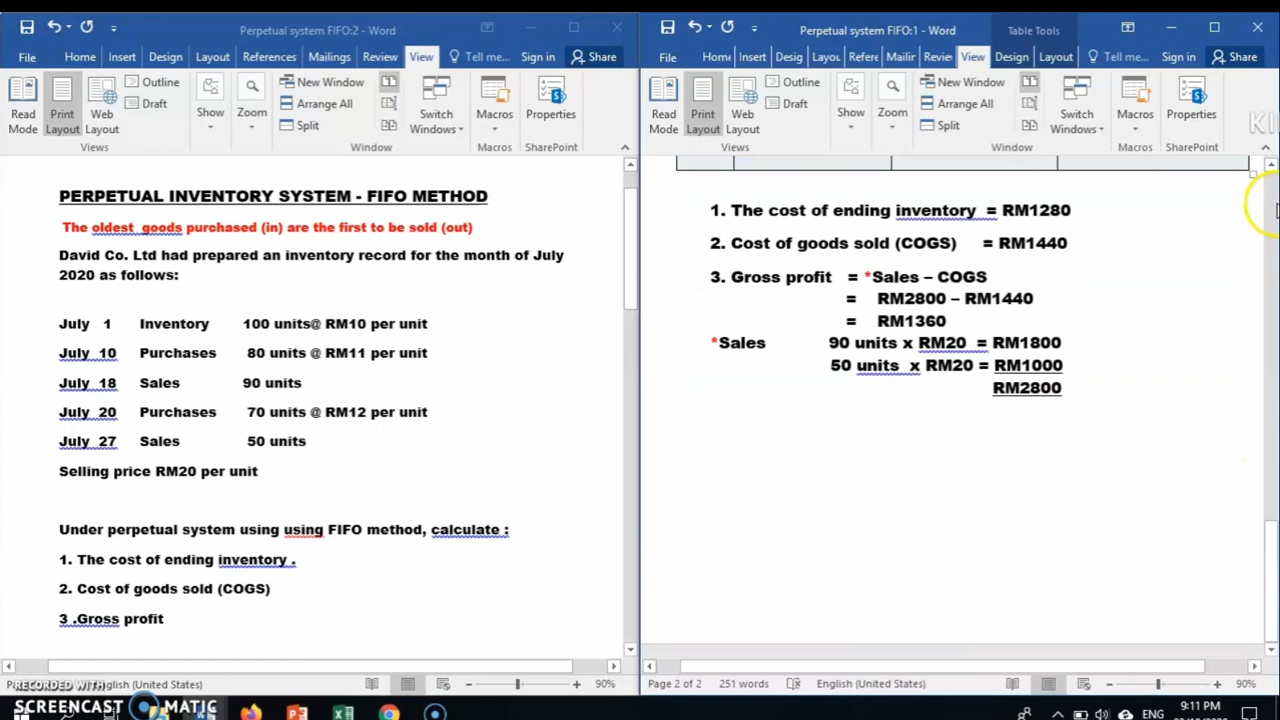 Perpetual system FIFO:2 - Word
File Home Insert Design Layout References Mailings Review View Tell me... Sign in Share
Read Mode
Print Layout
Web Layout
Outline
Draft
Views
Show
Zoom
New Window
Arrange All
Split
Switch Windows
Window
Macros
Macros
Properties
SharePoint
PERPETUAL INVENTORY SYSTEM - FIFO METHOD
The oldest goods purchased (in) are the first to be sold (out)
David Co. Ltd had prepared an inventory record for the month of July
2020 as follows:
July 1 Inventory 100 units@ RM10 per unit
July 10 Purchases 80 units @ RM11 per unit
July 18 Sales 90 units
July 20 Purchases 70 units @ RM12 per unit
July 27 Sales 50 units
Selling price RM20 per unit
Under perpetual system using using FIFO method, calculate :
1. The cost of ending inventory .
2. Cost of goods sold (COGS)
3 .Gross profit
English (United States)
90%
Perpetual system FIFO:1 - Word
Table Tools
File Insert Design Layout View Tell me... Sign in Share
Read Mode
Print Layout
Web Layout
Outline
Draft
Views
Show
Zoom
New Window
Arrange All
Split
Switch Windows
Window
Macros
Macros
Properties
SharePoint
KI
1. The cost of ending inventory = RM1280
2. Cost of goods sold (COGS) = RM1440
3. Gross profit = *Sales – COGS
= RM2800 – RM1440
= RM1360
*Sales 90 units x RM20 = RM1800
50 units x RM20 = RM1000
RM2800
Page 2 of 2 251 words English (United States)
90%
RECORDED WITH
SCREENCAST MATIC
ENG
9:11 PM